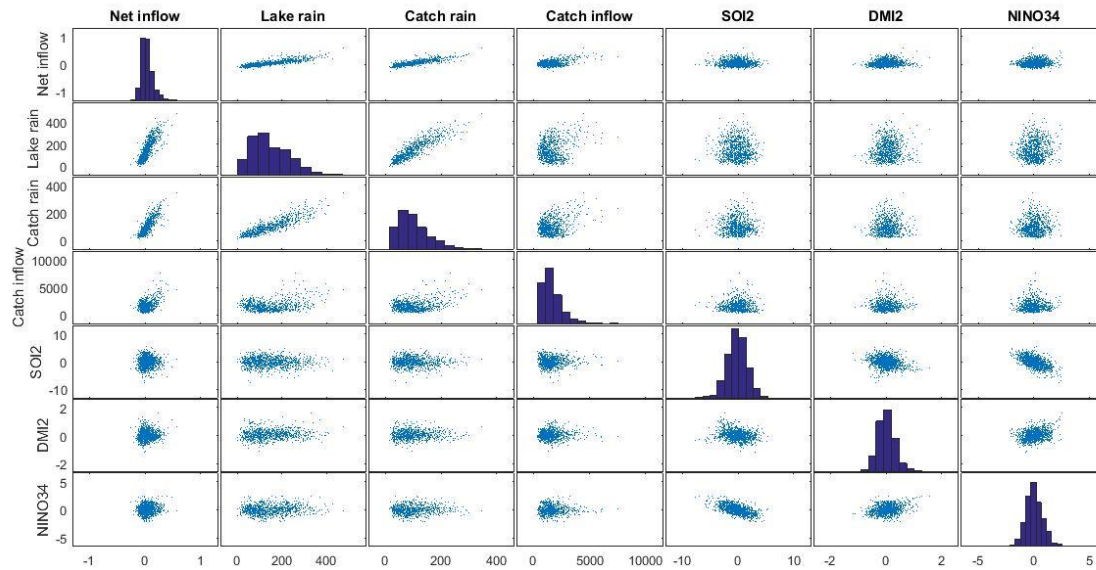 Net inflow Lake rain Catch rain Catch inflow SOI2 DMI2 NINO34
Net inflow
1
0
-1
Lake rain
400
200
0
Catch rain
400
200
0
Catch inflow
10000
5000
0
SOI2
10
0
-10
DMI2
2
0
-2
NINO34
5
0
-5
-1 0 1 0 200 400 0 200 400 0 5000 10000 -10 0 10 -2 0 2 -5 0 5